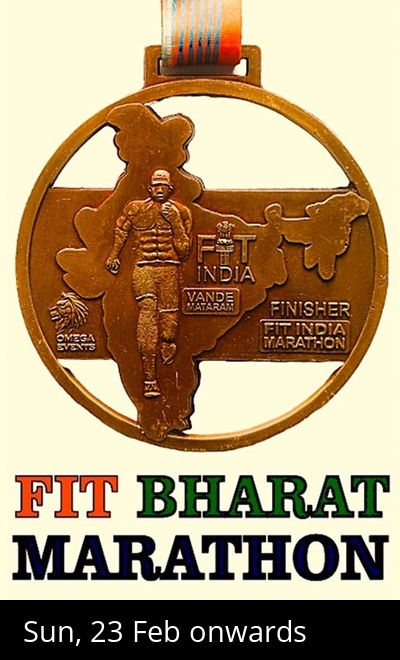 FIT
INDIA
VANDE
MATARAM
OMEGA
EVENTS
FINISHER
FIT INDIA
MARATHON
FIT BHARAT
MARATHON
Sun, 23 Feb onwards